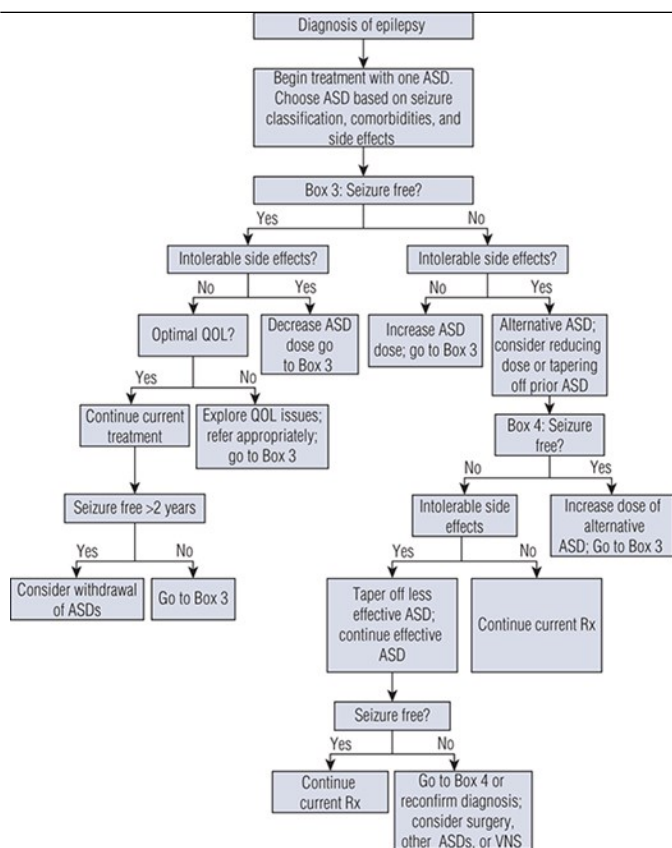 Diagnosis of epilepsy
Begin treatment with one ASD.
Choose ASD based on seizure
classification, comorbidities, and
side effects
Box 3: Seizure free?
Yes
No
Intolerable side effects?
Intolerable side effects?
No
Yes
No
Yes
Optimal QOL?
Decrease ASD
dose go
to Box 3
Increase ASD
dose; go to Box 3
Alternative ASD;
consider reducing
dose or tapering
off prior ASD
Yes
No
Continue current
treatment
Explore QOL issues;
refer appropriately;
go to Box 3
Box 4: Seizure
free?
No
Yes
Seizure free >2 years
Intolerable side
effects
Increase dose of
alternative
ASD; Go to Box 3
Yes
No
Yes
No
Consider withdrawal
of ASDs
Go to Box 3
Taper off less
effective ASD;
continue effective
ASD
Continue current Rx
Seizure free?
Yes
No
Continue
current Rx
Go to Box 4 or
reconfirm diagnosis;
consider surgery,
other ASDs, or VNS